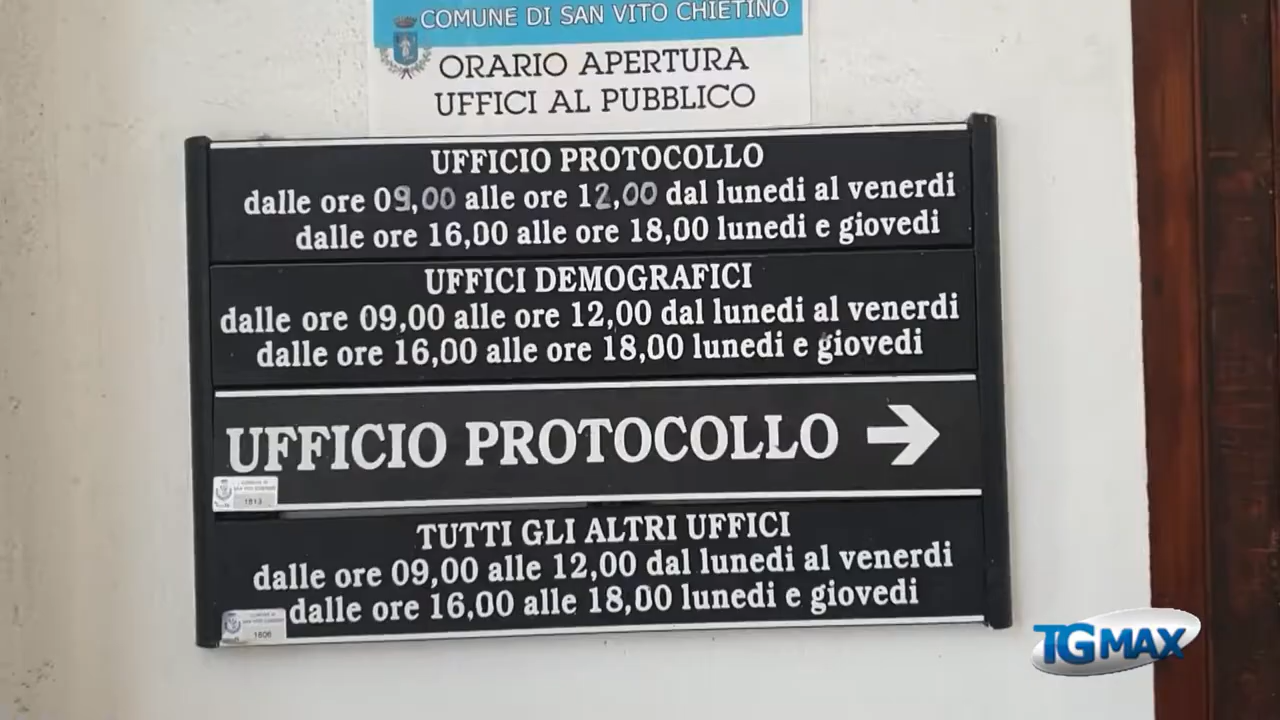 COMUNE DI SAN VITO CHIETINO
ORARIO APERTURA
UFFICI AL PUBBLICO
UFFICIO PROTOCOLLO
dalle ore 09,00 alle ore 12,00 dal lunedi al venerdi
dalle ore 16,00 alle ore 18,00 lunedi e giovedi
UFFICI DEMOGRAFICI
dalle ore 09,00 alle ore 12,00 dal lunedi al venerdi
dalle ore 16,00 alle ore 18,00 lunedi e giovedi
UFFICIO PROTOCOLLO
1813
TUTTI GLI ALTRI UFFICI
dalle ore 09,00 alle 12,00 dal lunedi al venerdi
dalle ore 16,00 alle 18,00 lunedi e giovedi
1606
TGMAX